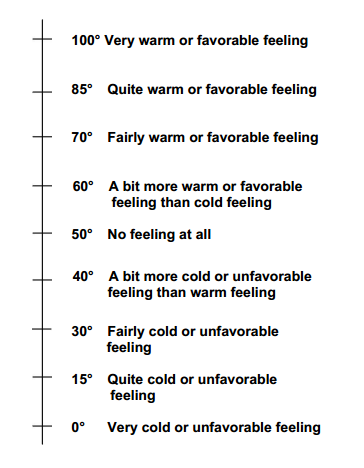 100° Very warm or favorable feeling
85° Quite warm or favorable feeling
70° Fairly warm or favorable feeling
60° A bit more warm or favorable
feeling than cold feeling
50° No feeling at all
40° A bit more cold or unfavorable
feeling than warm feeling
30° Fairly cold or unfavorable
feeling
15° Quite cold or unfavorable
feeling
0° Very cold or unfavorable feeling